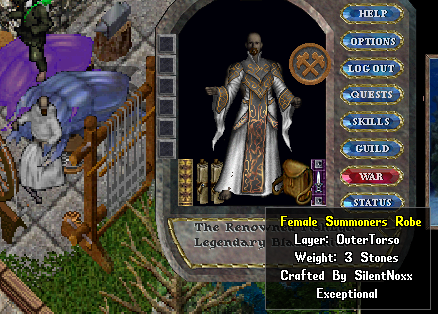 HELP
OPTIONS
LOG OUT
QUESTS
SKILLS
GUILD
WAR
STATUS
The Renowne
Legendary Bla
Female Summoners Robe
Layer: OuterTorso
Weight: 3 Stones
Crafted By SilentNoxx
Exceptional